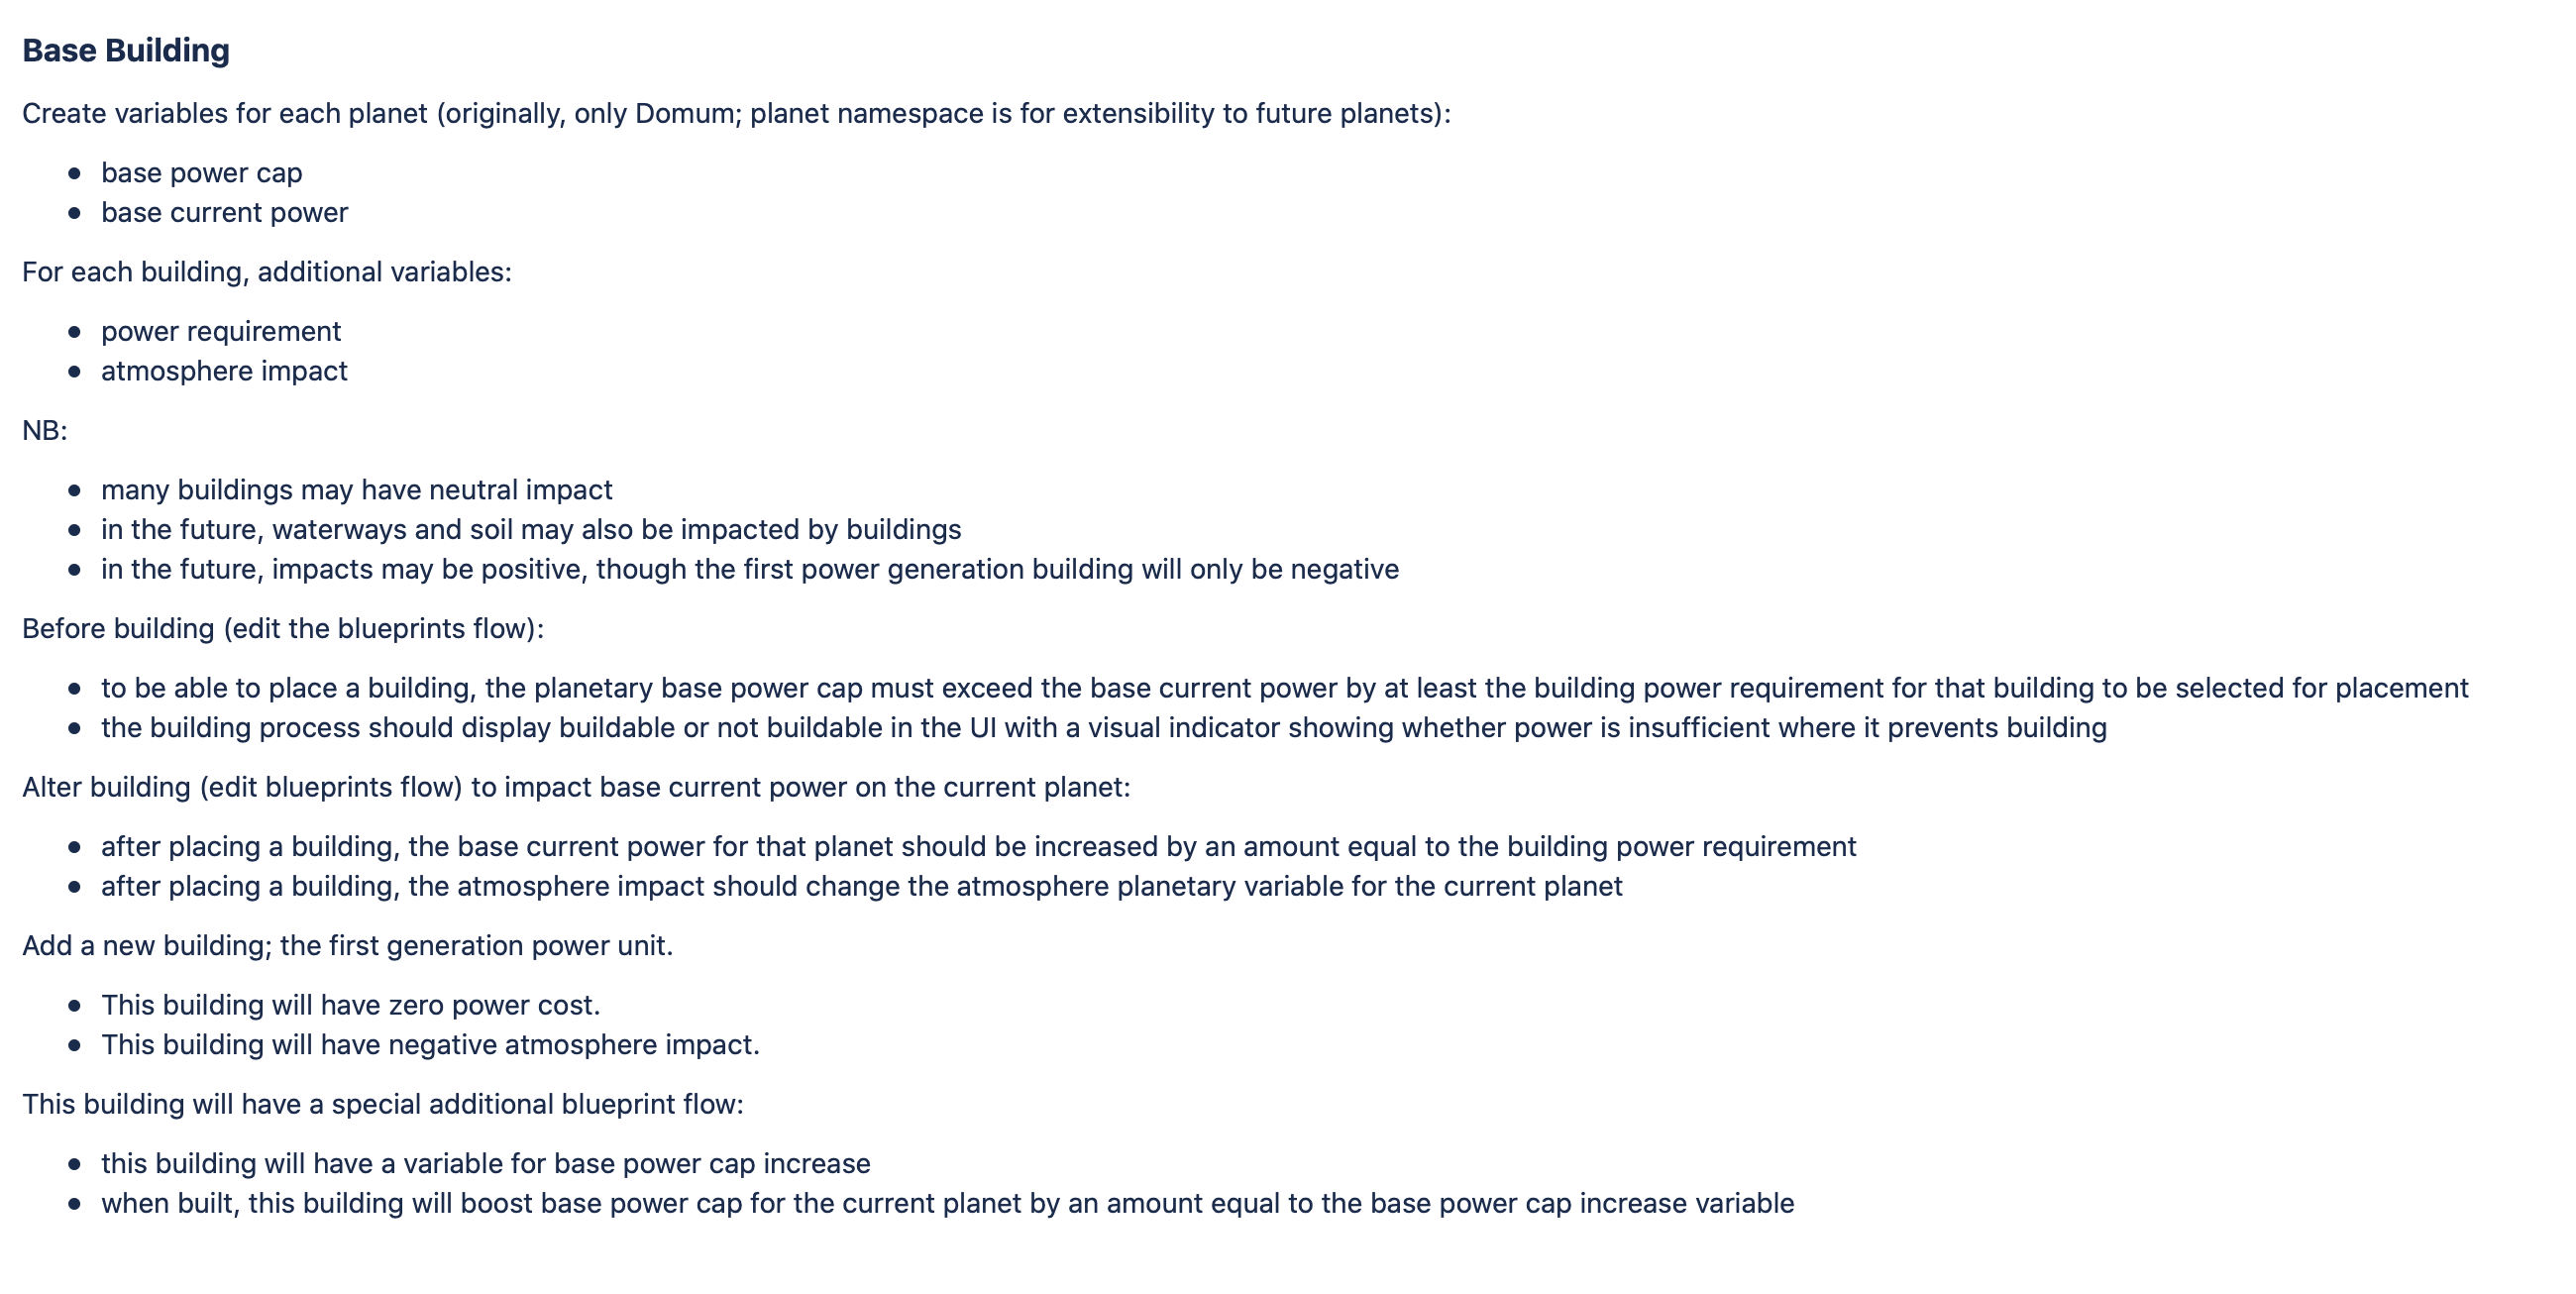 Base Building
Create variables for each planet (originally, only Domum; planet namespace is for extensibility to future planets):
● base power cap
● base current power
For each building, additional variables:
● power requirement
● atmosphere impact
NB:
● many buildings may have neutral impact
● in the future, waterways and soil may also be impacted by buildings
● in the future, impacts may be positive, though the first power generation building will only be negative
Before building (edit the blueprints flow):
● to be able to place a building, the planetary base power cap must exceed the base current power by at least the building power requirement for that building to be selected for placement
● the building process should display buildable or not buildable in the UI with a visual indicator showing whether power is insufficient where it prevents building
Alter building (edit blueprints flow) to impact base current power on the current planet:
● after placing a building, the base current power for that planet should be increased by an amount equal to the building power requirement
● after placing a building, the atmosphere impact should change the atmosphere planetary variable for the current planet
Add a new building; the first generation power unit.
● This building will have zero power cost.
● This building will have negative atmosphere impact.
This building will have a special additional blueprint flow:
● this building will have a variable for base power cap increase
● when built, this building will boost base power cap for the current planet by an amount equal to the base power cap increase variable